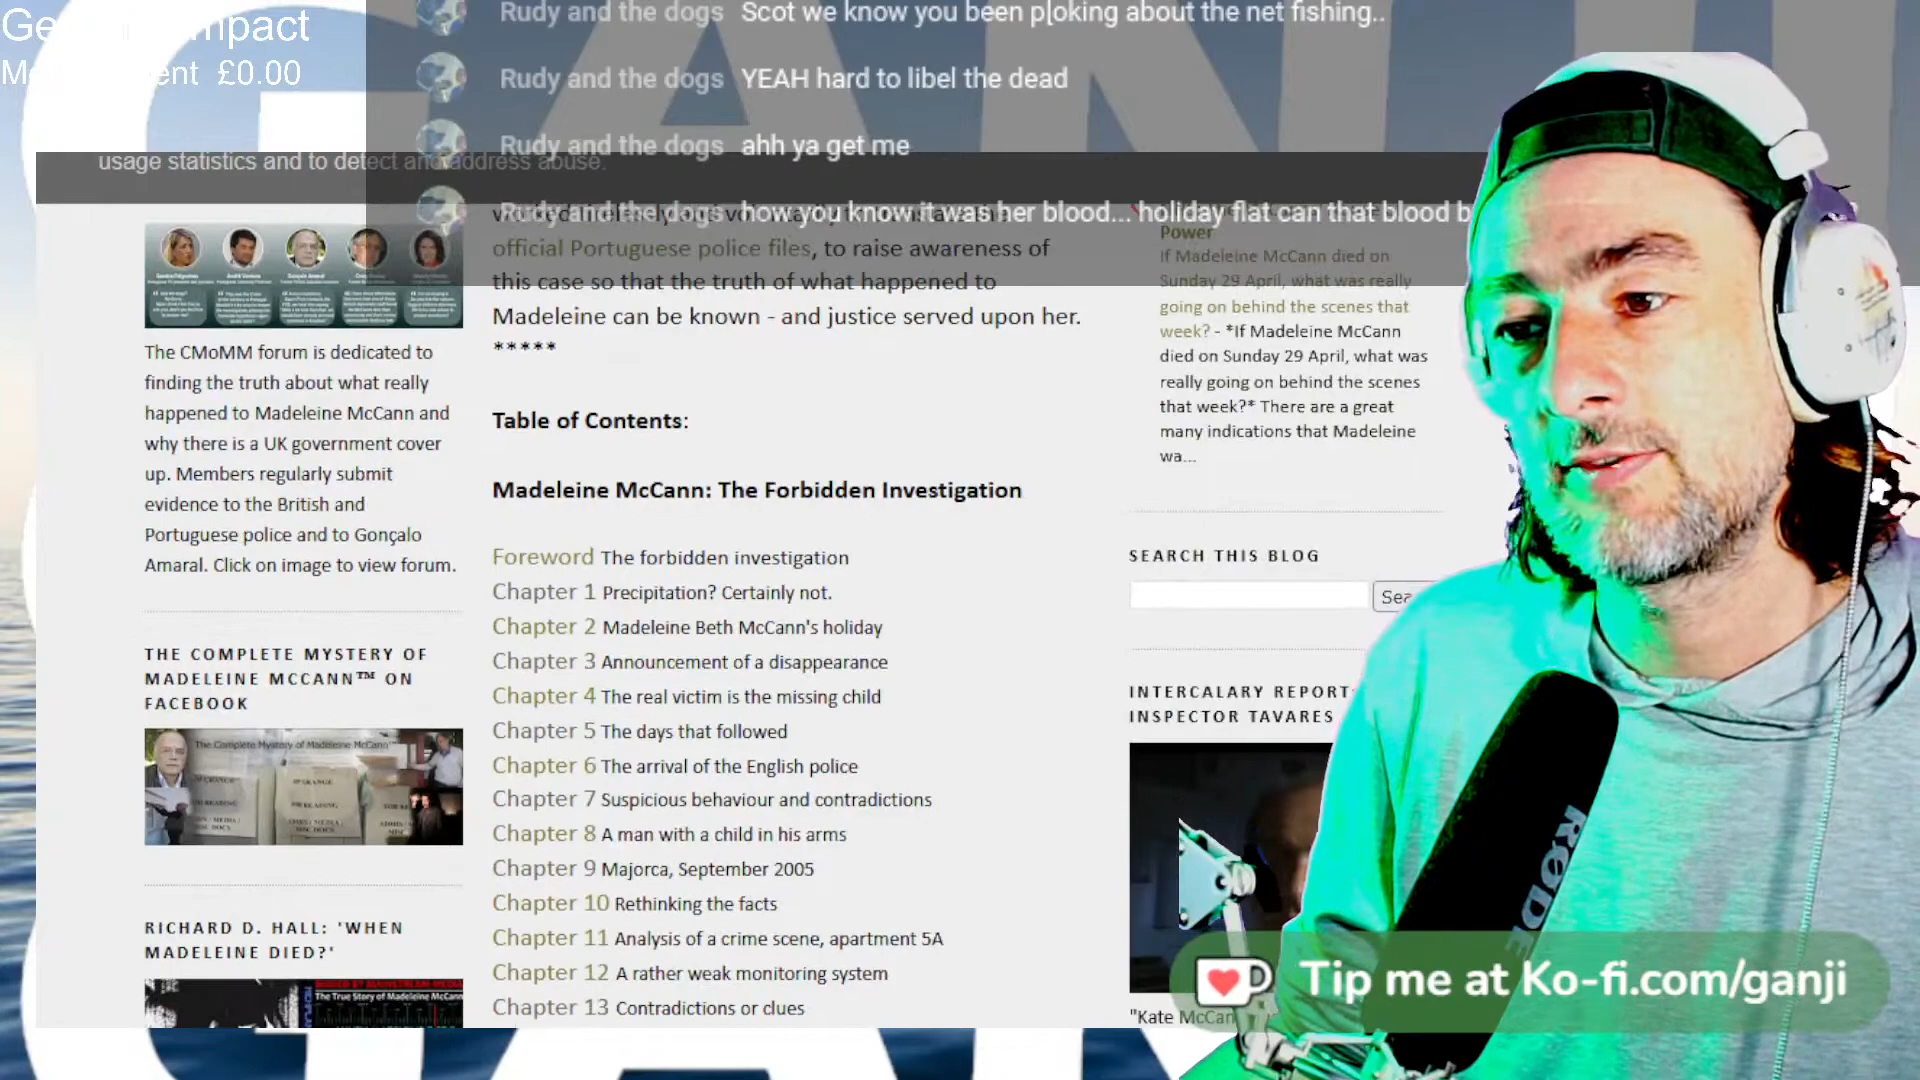 Rudy and the dogs Scot we know you been ploking about the net fishing..
Rudy and the dogs YEAH hard to libel the dead
Rudy and the dogs ahh ya get me
Rudy and the dogs how you know it was her blood... holiday flat can that blood b
mpact
ent £0.00
usage statistics and to detect and address abuse.
The CMoMM forum is dedicated to
finding the truth about what really
happened to Madeleine McCann and
why there is a UK government cover
up. Members regularly submit
evidence to the British and
Portuguese police and to Gonçalo
Amaral. Click on image to view forum.
THE COMPLETE MYSTERY OF
MADELEINE MCCANN™ ON
FACEBOOK
The Complete Mystery of Madeleine McCann™
RICHARD D. HALL: 'WHEN
MADELEINE DIED?'
The True Story of Madeleine McCann
official Portuguese police files, to raise awareness of
this case so that the truth of what happened to
Madeleine can be known - and justice served upon her.
*****
Table of Contents:
Madeleine McCann: The Forbidden Investigation
Foreword The forbidden investigation
Chapter 1 Precipitation? Certainly not.
Chapter 2 Madeleine Beth McCann's holiday
Chapter 3 Announcement of a disappearance
Chapter 4 The real victim is the missing child
Chapter 5 The days that followed
Chapter 6 The arrival of the English police
Chapter 7 Suspicious behaviour and contradictions
Chapter 8 A man with a child in his arms
Chapter 9 Majorca, September 2005
Chapter 10 Rethinking the facts
Chapter 11 Analysis of a crime scene, apartment 5A
Chapter 12 A rather weak monitoring system
Chapter 13 Contradictions or clues
Power
If Madeleine McCann died on
Sunday 29 April, what was really
going on behind the scenes that
week? - *If Madeleine McCann
died on Sunday 29 April, what was
really going on behind the scenes
that week?* There are a great
many indications that Madeleine
wa...
SEARCH THIS BLOG
Sea
INTERCALARY REPORT:
INSPECTOR TAVARES
"Kate McCan
RØDE
Tip me at Ko-fi.com/ganji